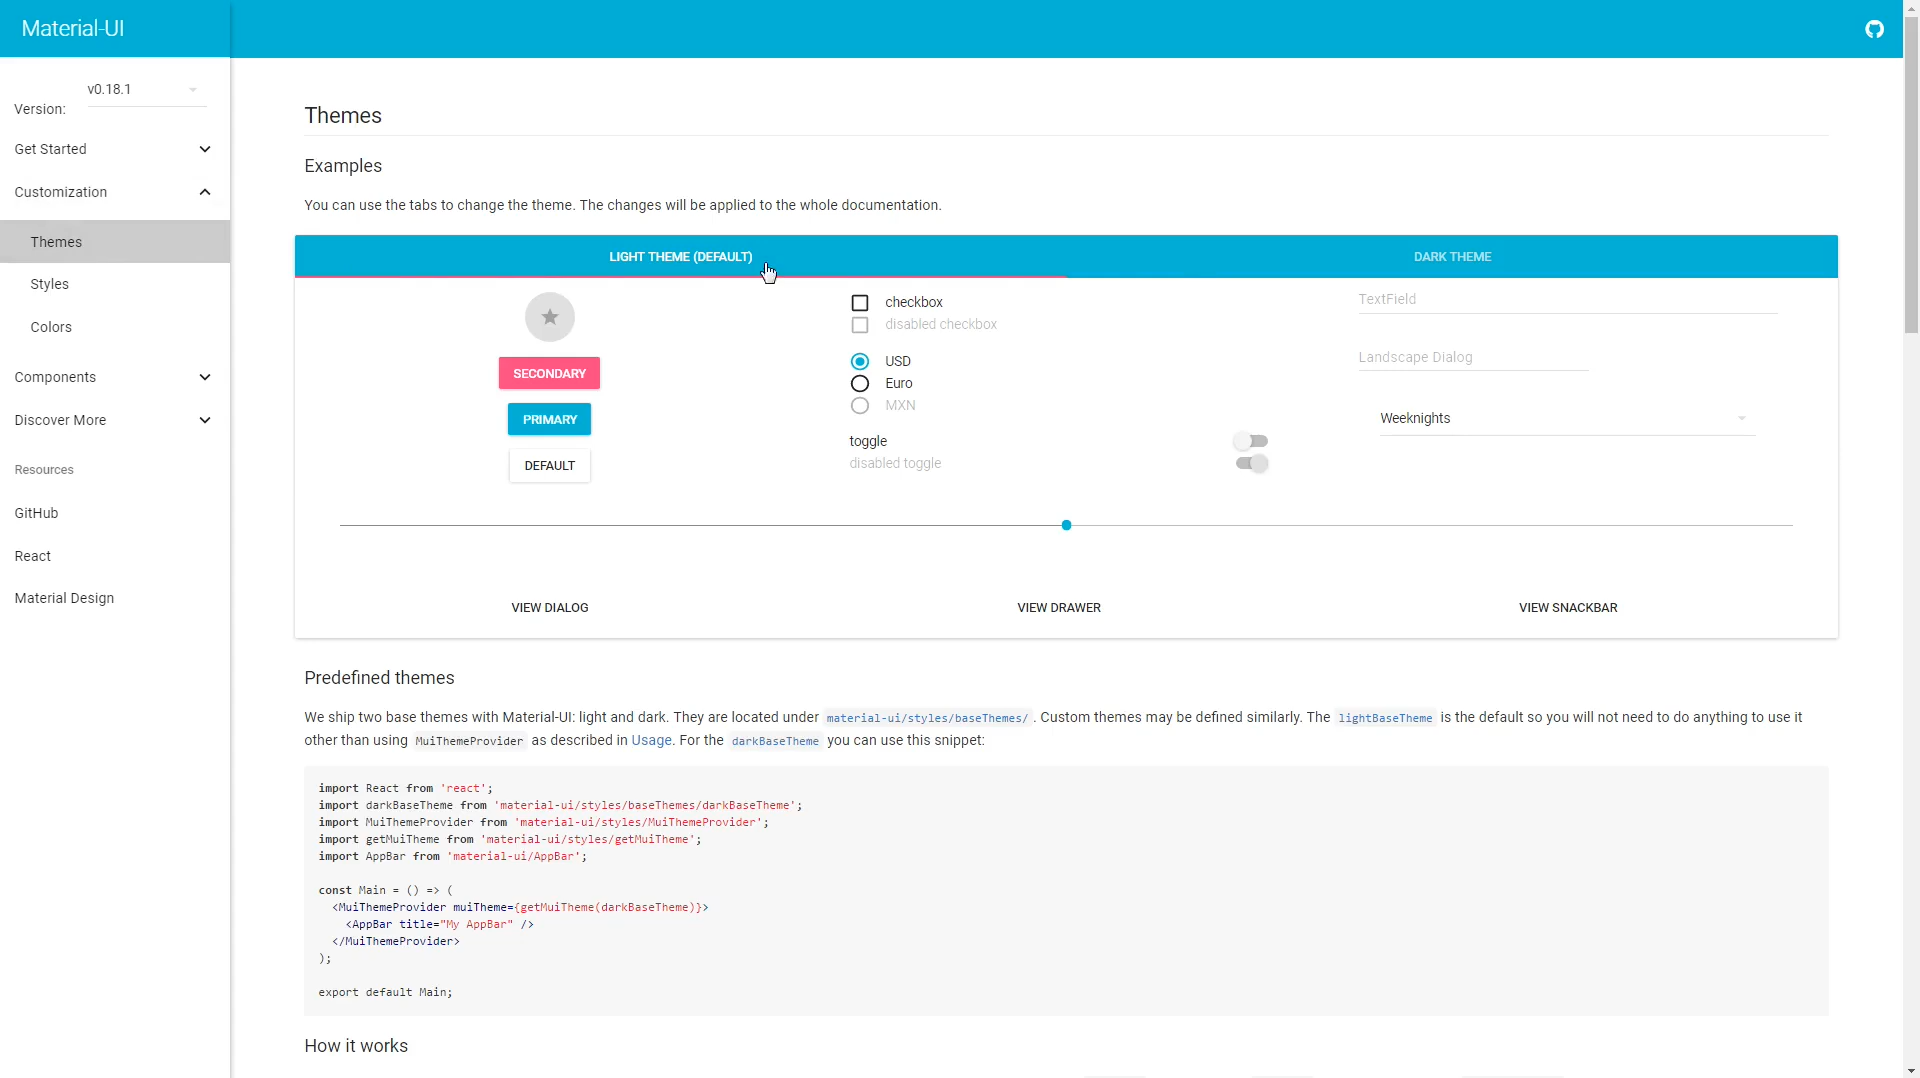 Material-UI
v0.18.1
Version:
Get Started
Customization
Themes
Styles
Colors
Components
Discover More
Resources
GitHub
React
Material Design
Themes
Examples
You can use the tabs to change the theme. The changes will be applied to the whole documentation.
LIGHT THEME (DEFAULT)
DARK THEME
SECONDARY
PRIMARY
DEFAULT
checkbox
disabled checkbox
USD
Euro
MXN
toggle
disabled toggle
TextField
Landscape Dialog
Weeknights
VIEW DIALOG
VIEW DRAWER
VIEW SNACKBAR
Predefined themes
We ship two base themes with Material-UI: light and dark. They are located under material-ui/styles/baseThemes/ . Custom themes may be defined similarly. The lightBaseTheme is the default so you will not need to do anything to use it
other than using MuiThemeProvider as described in Usage. For the darkBaseTheme you can use this snippet:
import React from 'react';
import darkBaseTheme from 'material-ui/styles/baseThemes/darkBaseTheme';
import MuiThemeProvider from 'material-ui/styles/MuiThemeProvider';
import getMuiTheme from 'material-ui/styles/getMuiTheme';
import AppBar from 'material-ui/AppBar';
const Main = () => (
  <MuiThemeProvider muiTheme={getMuiTheme(darkBaseTheme)}>
    <AppBar title="My AppBar" />
  </MuiThemeProvider>
);
export default Main;
How it works